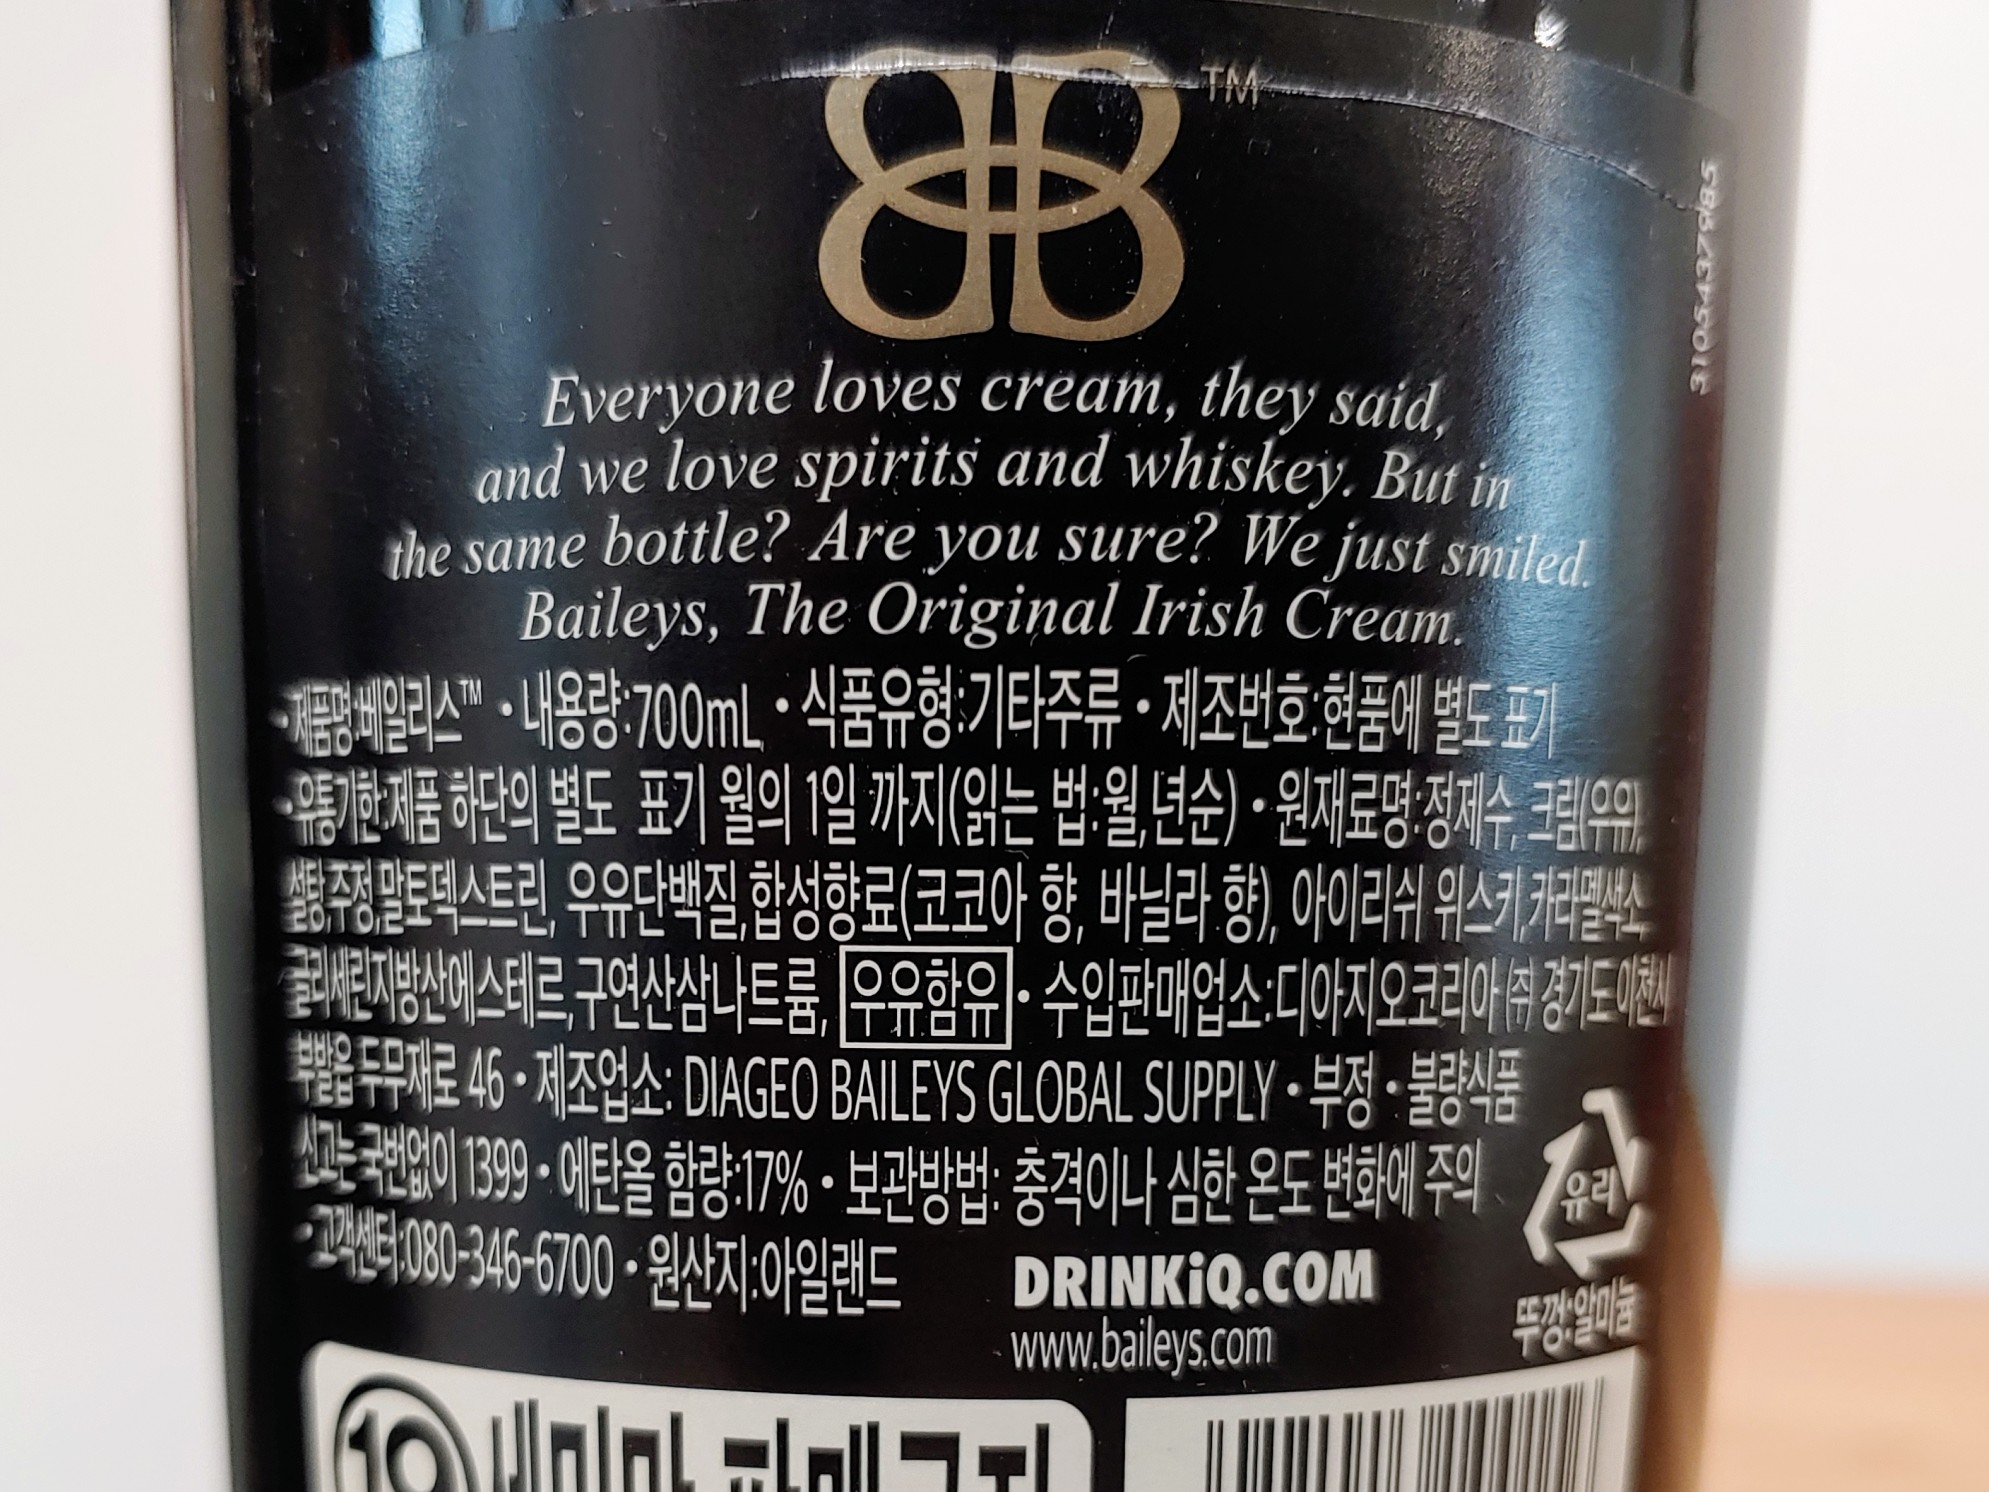 TM
3105437985
Everyone loves cream, they said,
and we love spirits and whiskey. But in
the same bottle? Are you sure? We just smiled.
Baileys, The Original Irish Cream.
•제품명:베일리스™ •내용량:700mL •식품유형:기타주류 •제조번호:현품에 별도 표기
•유통기한:제품 하단의 별도 표기 월의 1일 까지(읽는 법:월,년순) •원재료명:정제수, 크림(우유),
설탕,주정,말토덱스트린, 우유단백질,합성향료(코코아 향, 바닐라 향), 아이리쉬 위스키,카라멜색소,
글리세린지방산에스테르,구연산삼나트륨, 우유함유 • 수입판매업소:디아지오코리아㈜ 경기도 이천시
부발읍 두무재로 46 • 제조업소: DIAGEO BAILEYS GLOBAL SUPPLY • 부정 • 불량식품
신고는 국번없이 1399 • 에탄올 함량:17% • 보관방법: 충격이나 심한 온도 변화에 주의
•고객센터:080-346-6700 • 원산지:아일랜드
DRINKiQ.COM
www.baileys.com
유리
뚜껑:알미늄
19세미만 판매금지